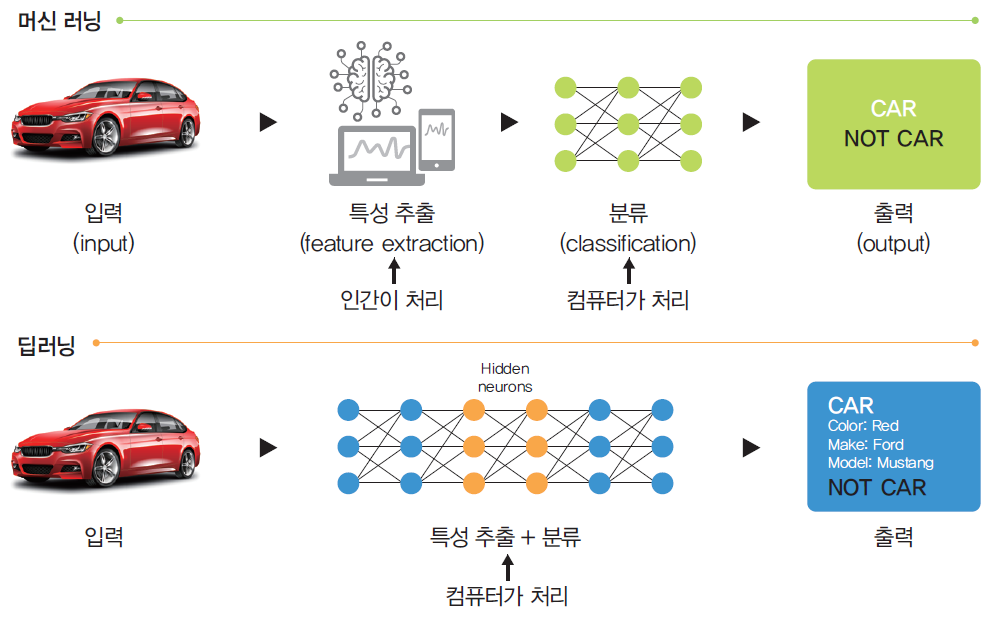 머신 러닝
CAR
NOT CAR
입력
(input)
특성 추출
(feature extraction)
분류
(classification)
출력
(output)
인간이 처리
컴퓨터가 처리
딥러닝
Hidden
neurons
CAR
Color: Red
Make: Ford
Model: Mustang
NOT CAR
입력
특성 추출 + 분류
출력
컴퓨터가 처리